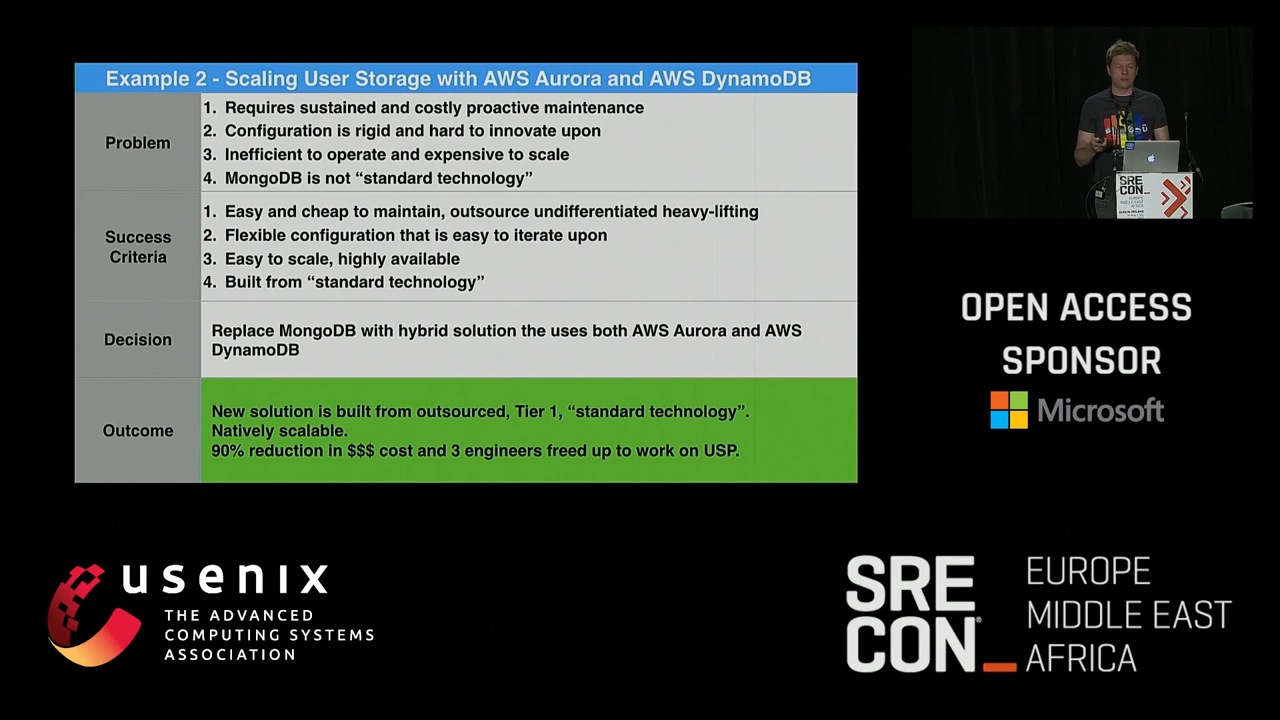 Example 2 - Scaling User Storage with AWS Aurora and AWS DynamoDB
Problem
1. Requires sustained and costly proactive maintenance
2. Configuration is rigid and hard to innovate upon
3. Inefficient to operate and expensive to scale
4. MongoDB is not “standard technology”
Success
Criteria
1. Easy and cheap to maintain, outsource undifferentiated heavy-lifting
2. Flexible configuration that is easy to iterate upon
3. Easy to scale, highly available
4. Built from “standard technology”
Decision
Replace MongoDB with hybrid solution the uses both AWS Aurora and AWS
DynamoDB
Outcome
New solution is built from outsourced, Tier 1, “standard technology”.
Natively scalable.
90% reduction in $$$ cost and 3 engineers freed up to work on USP.
SRE
CON_
EUROPE
MIDDLE EAST
AFRICA
OPEN ACCESS
SPONSOR
Microsoft
usenix
THE ADVANCED
COMPUTING SYSTEMS
ASSOCIATION
SRE
CON®_
EUROPE
MIDDLE EAST
AFRICA